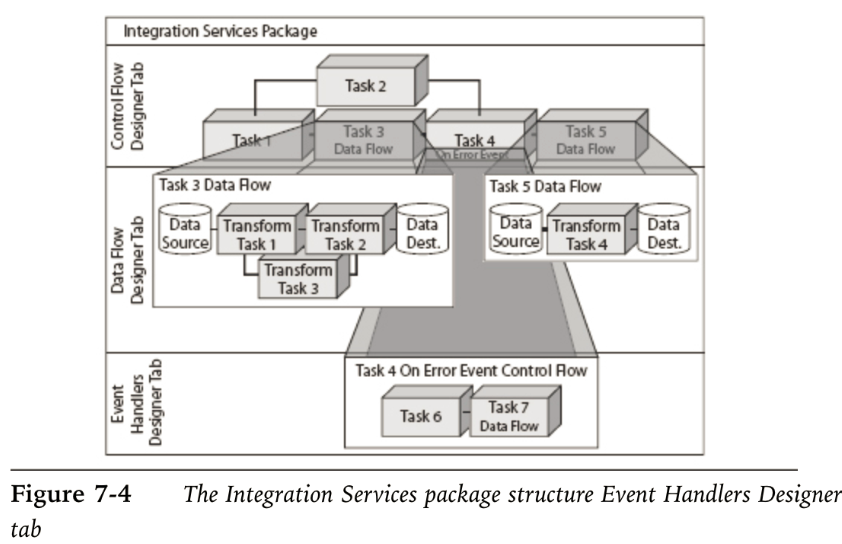 Integration Services Package
Control Flow
Designer Tab
Task 2
Task 1
Task 3
Data Flow
Task 4
On Error Event
Task 5
Data Flow
Data Flow
Designer Tab
Task 3 Data Flow
Data
Source
Transform
Task 1
Transform
Task 2
Data
Dest.
Transform
Task 3
Task 5 Data Flow
Data
Source
Transform
Task 4
Data
Dest.
Event
Handlers
Designer Tab
Task 4 On Error Event Control Flow
Task 6
Task 7
Data Flow
Figure 7-4 The Integration Services package structure Event Handlers Designer
tab